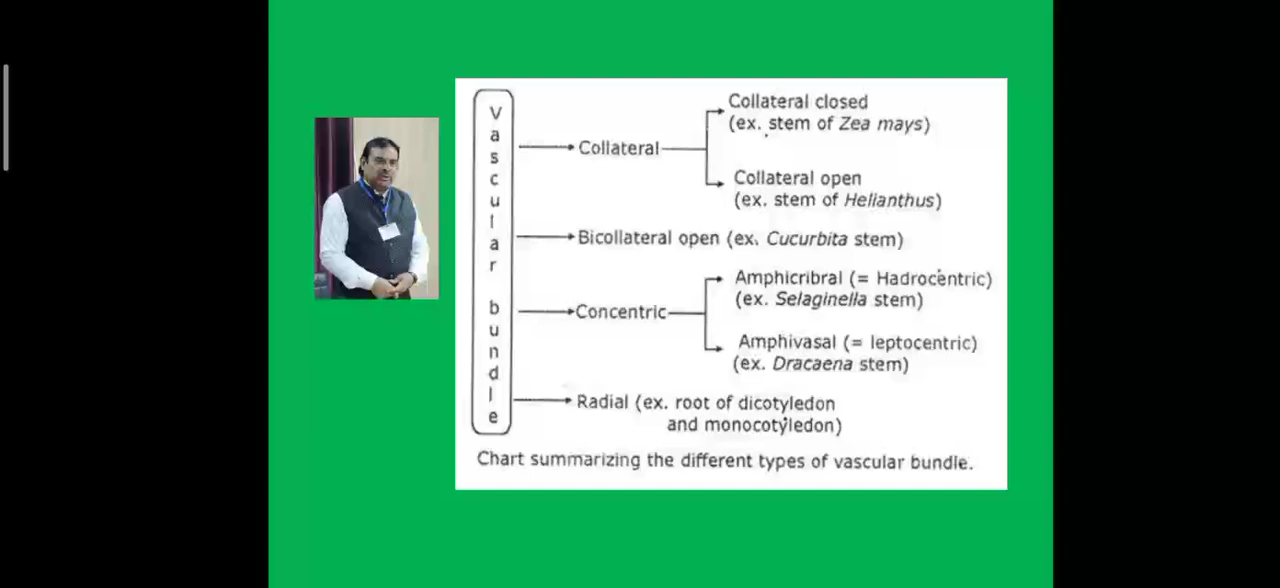 Vascular bundle
Collateral
Collateral closed
(ex. stem of Zea mays)
Collateral open
(ex. stem of Helianthus)
Bicollateral open (ex. Cucurbita stem)
Concentric
Amphicribral (= Hadrocentric)
(ex. Selaginella stem)
Amphivasal (= leptocentric)
(ex. Dracaena stem)
Radial (ex. root of dicotyledon
and monocotyledon)
Chart summarizing the different types of vascular bundle.